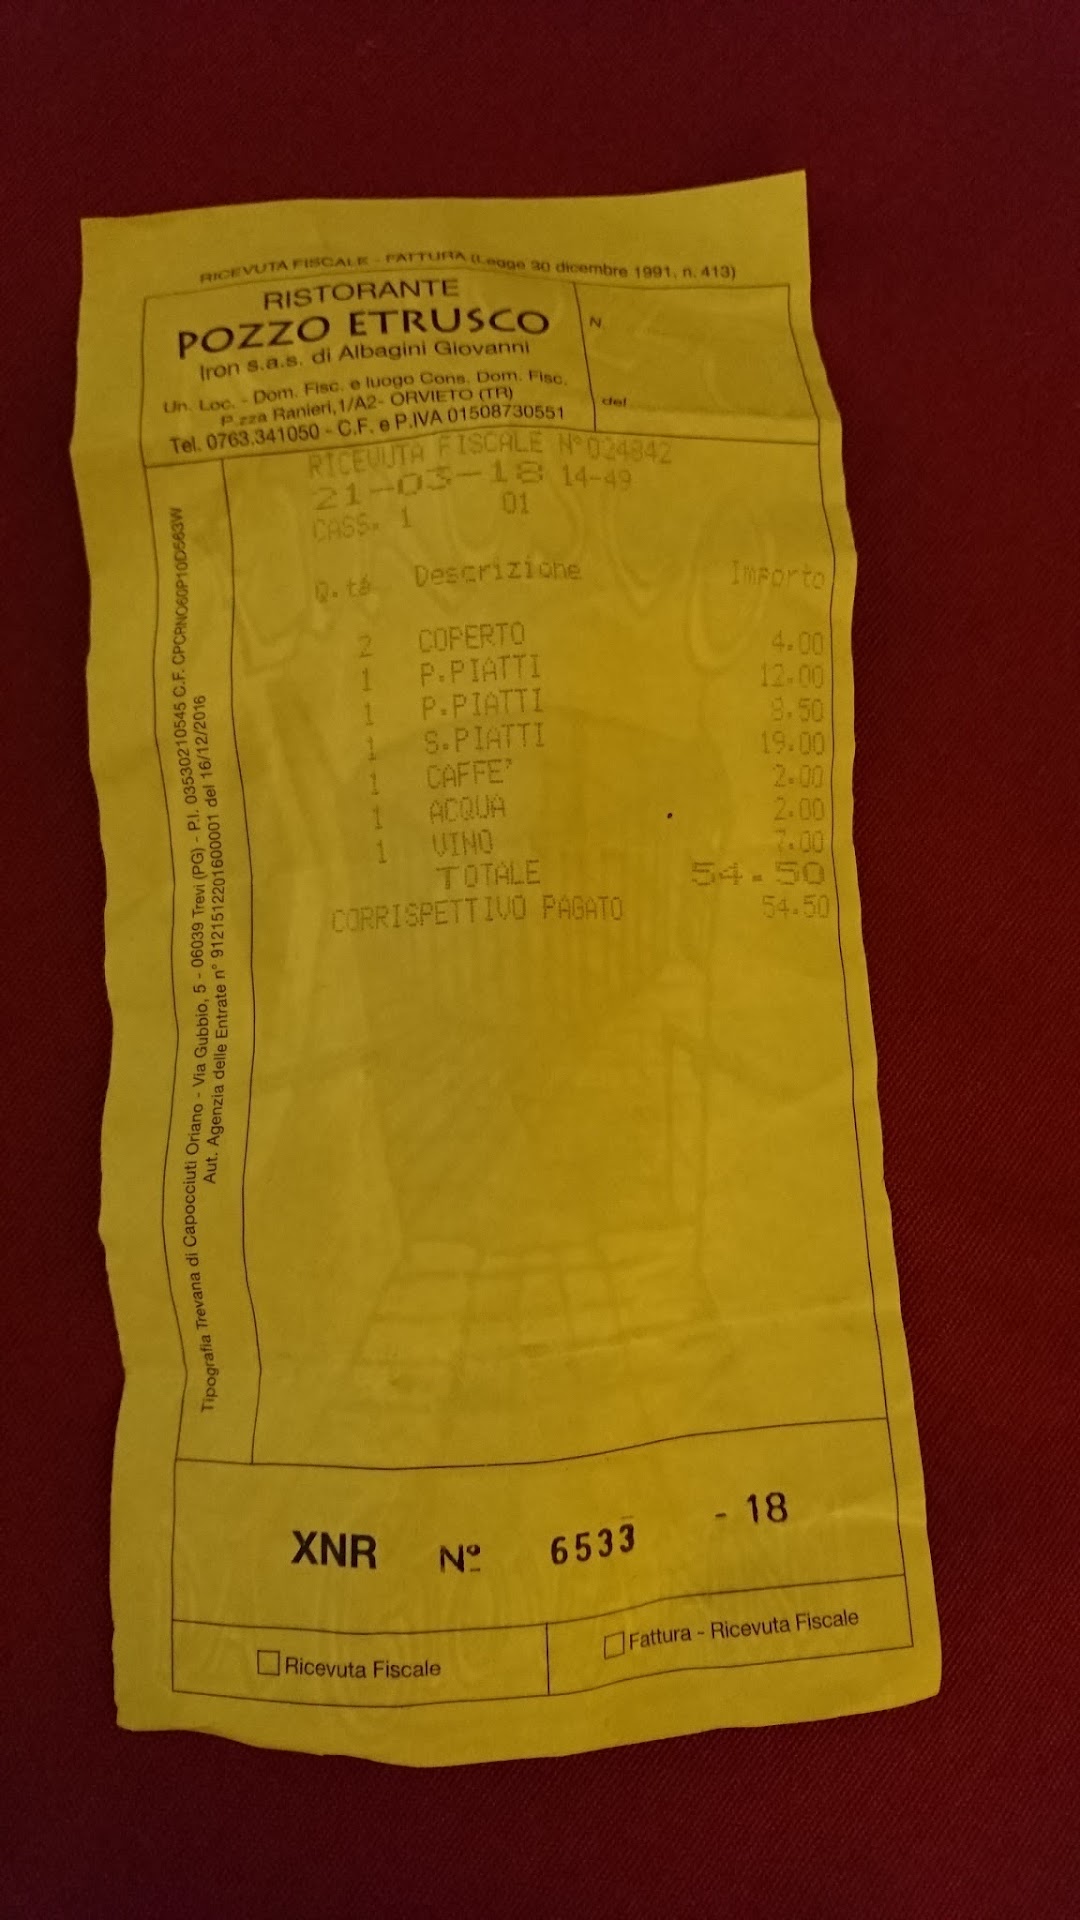 RICEVUTA FISCALE - FATTURA (Legge 30 dicembre 1991, n. 413)
RISTORANTE
POZZO ETRUSCO
Iron s.a.s. di Albagini Giovanni
Un. Loc. - Dom. Fisc. e luogo Cons. Dom. Fisc.
P.zza Ranieri,1/A2- ORVIETO (TR)
Tel. 0763.341050 - C.F. e P.IVA 01508730551
N.
del
RICEVUTA FISCALE N°024842
21-03-18 14-49
CASS. 1 01
Q.tá Descrizione Importo
2 COPERTO 4.00
1 P.PIATTI 12.00
1 P.PIATTI 8.50
1 S.PIATTI 19.00
1 CAFFE' 2.00
1 ACQUA 2.00
1 VINO 7.00
TOTALE 54.50
CORRISPETTIVO PAGATO 54.50
Tipografia Trevana di Capocciuti Oriano - Via Gubbio, 5 - 06039 Trevi (PG) - P.I. 03530210545 C.F. CPCRNO60P10D563W
Aut. Agenzia delle Entrate n° 9121512201600001 del 16/12/2016
XNR Nº 6533 - 18
Ricevuta Fiscale
Fattura - Ricevuta Fiscale